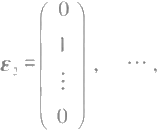 ε₂ = ( 0
1
⋮
0 ) , ⋯ ,